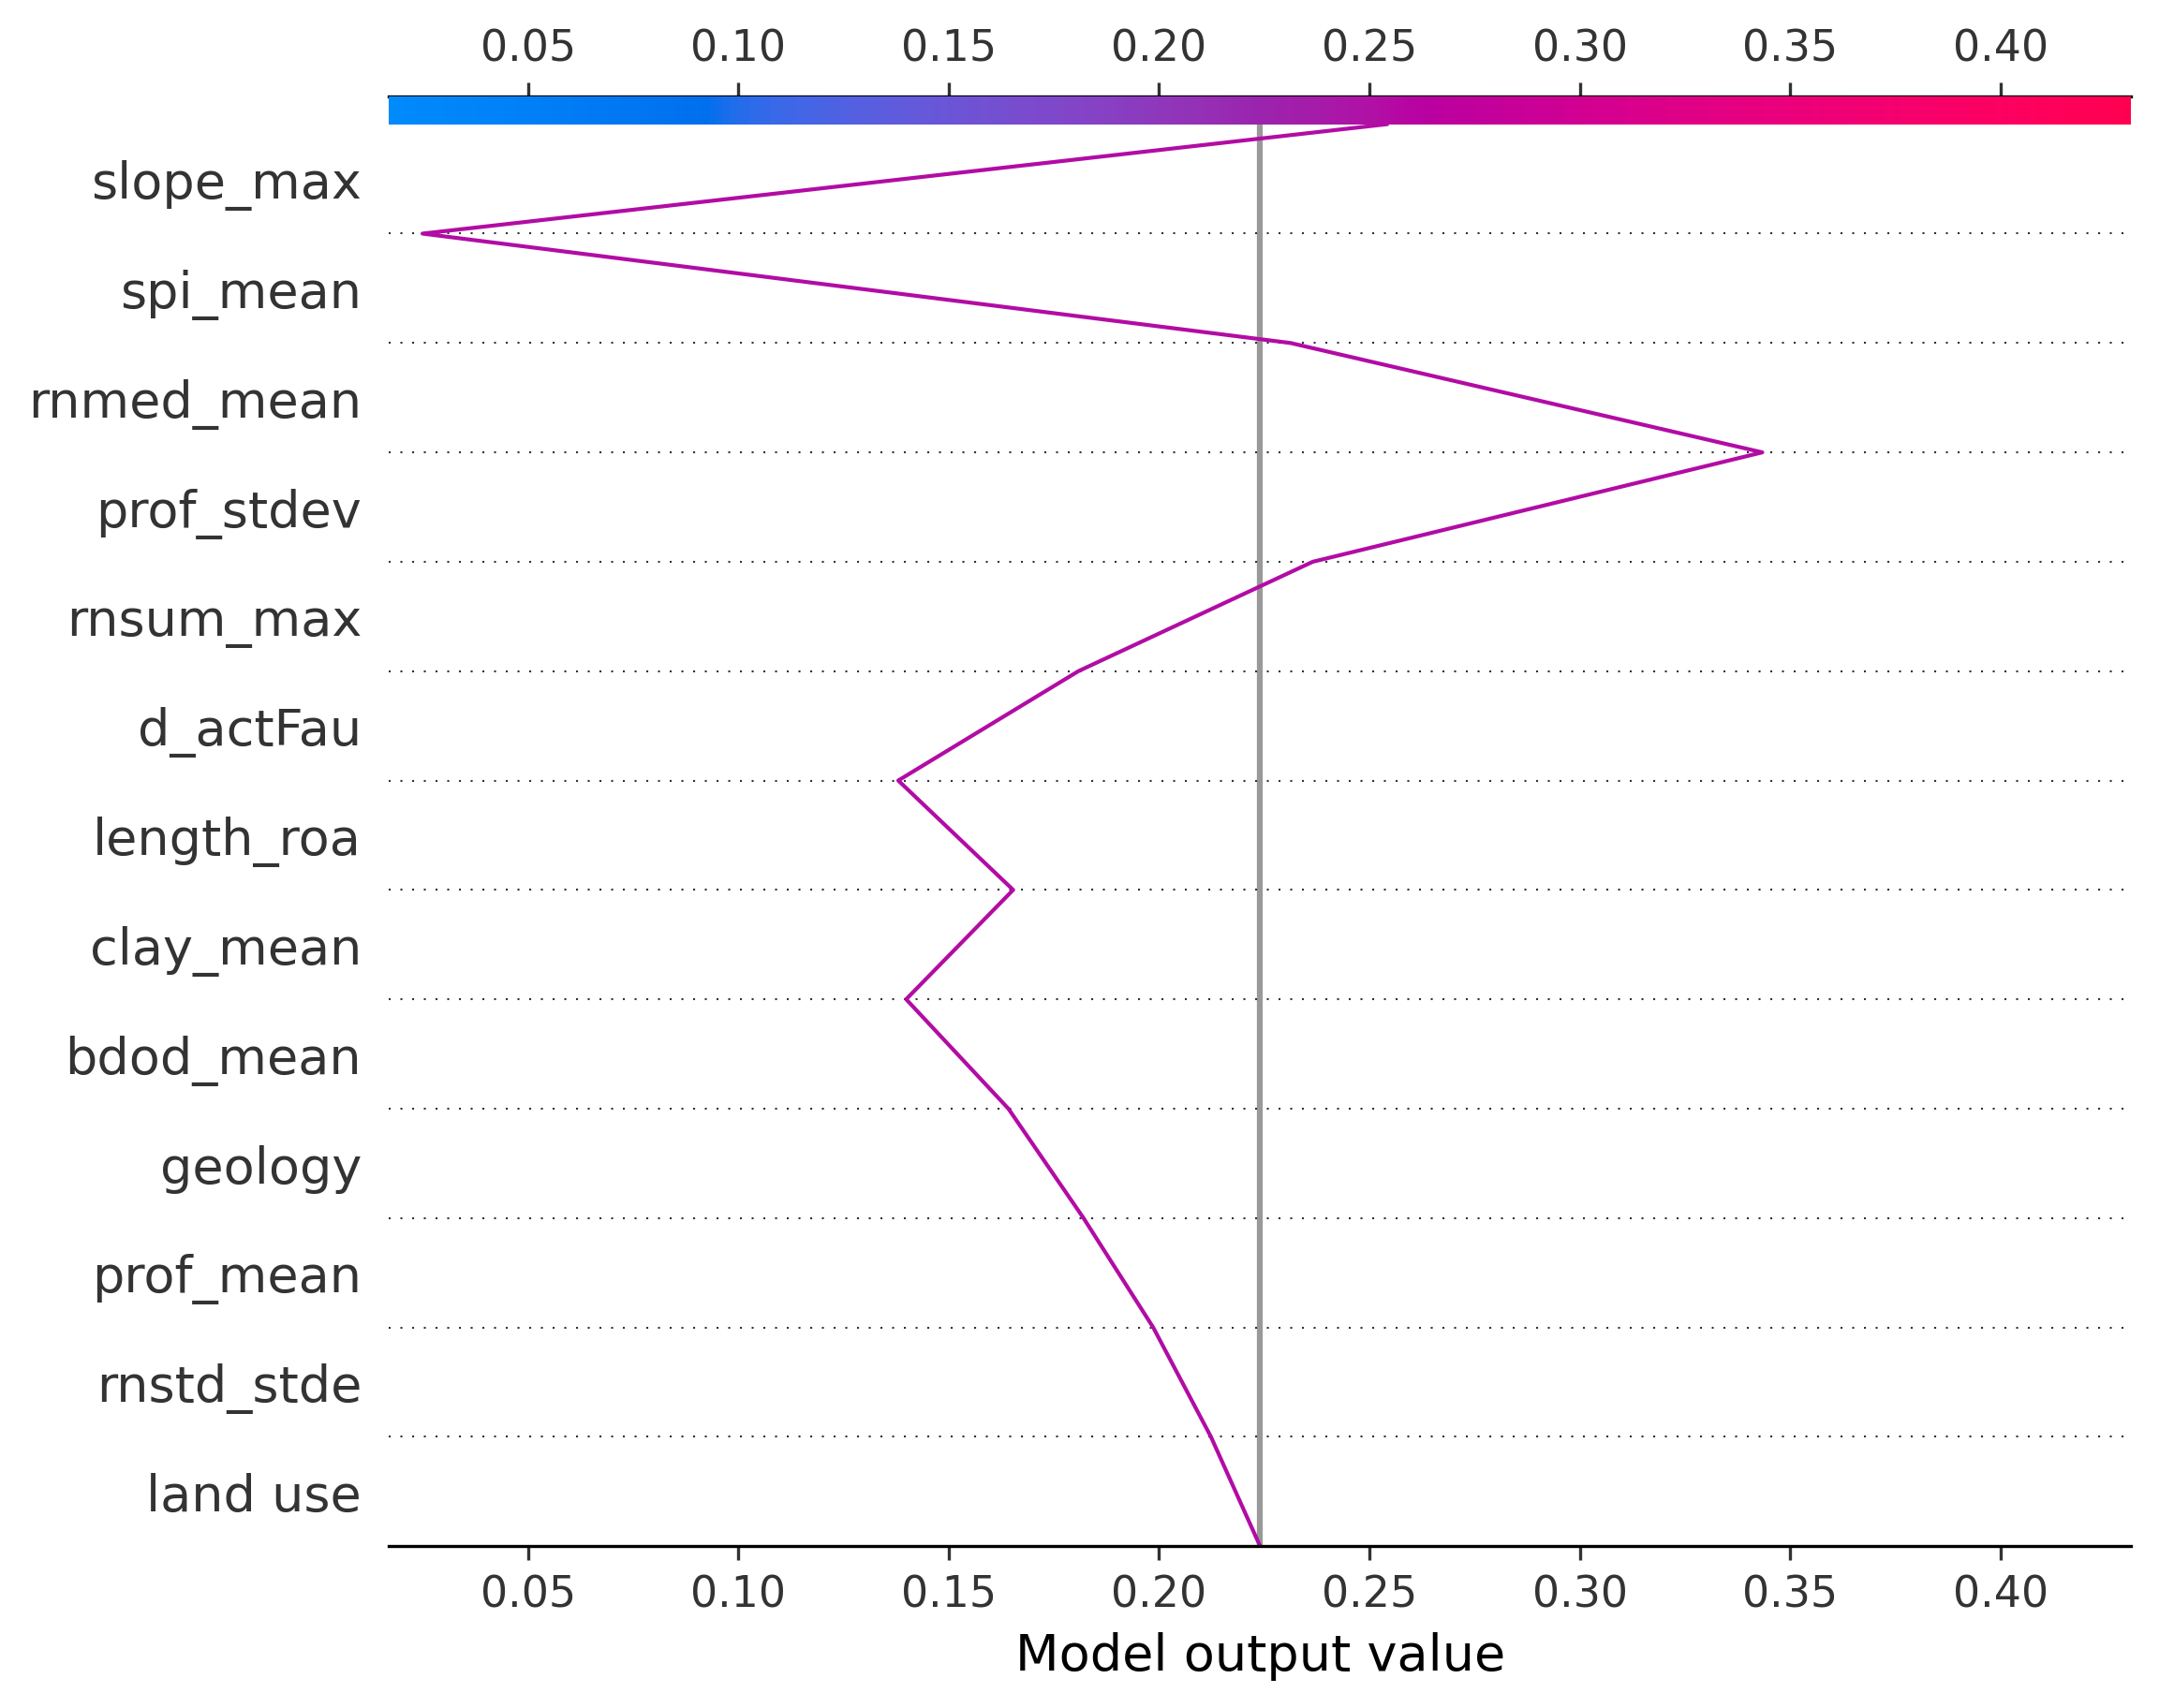 0.05 0.10 0.15 0.20 0.25 0.30 0.35 0.40
slope_max
spi_mean
rnmed_mean
prof_stdev
rnsum_max
d_actFau
length_roa
clay_mean
bdod_mean
geology
prof_mean
rnstd_stde
land use
0.05 0.10 0.15 0.20 0.25 0.30 0.35 0.40
Model output value